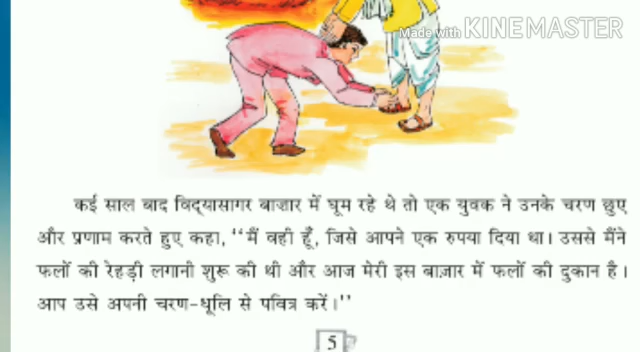 Made with KINEMASTER
कई साल बाद विद्यासागर बाज़ार में घूम रहे थे तो एक युवक ने उनके चरण छुए
और प्रणाम करते हुए कहा, ‘‘मैं वही हूँ, जिसे आपने एक रुपया दिया था। उससे मैंने
फलों की रेहड़ी लगानी शुरू की थी और आज मेरी इस बाज़ार में फलों की दुकान है।
आप उसे अपनी चरण-धूलि से पवित्र करें।’’
5